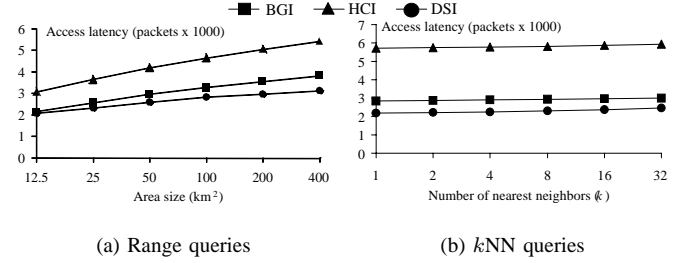 BGI HCI DSI
Access latency (packets x 1000)
6
5
4
3
2
1
0
12.5 25 50 100 200 400
Area size (km²)
(a) Range queries
Access latency (packets x 1000)
7
6
5
4
3
2
1
0
1 2 4 8 16 32
Number of nearest neighbors (k)
(b) kNN queries